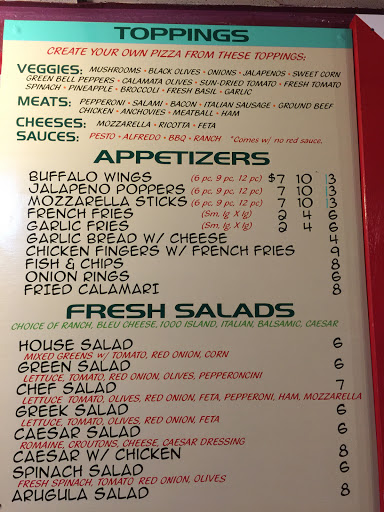 TOPPINGS
CREATE YOUR OWN PIZZA FROM THESE TOPPINGS:
VEGGIES: MUSHROOMS • BLACK OLIVES • ONIONS • JALAPENOS • SWEET CORN
GREEN BELL PEPPERS • CALAMATA OLIVES • SUN-DRIED TOMATO • FRESH TOMATO
SPINACH • PINEAPPLE • BROCCOLI • FRESH BASIL • GARLIC
MEATS: PEPPERONI • SALAMI • BACON • ITALIAN SAUSAGE • GROUND BEEF
CHICKEN • ANCHOVIES • MEATBALL • HAM
CHEESES: MOZZARELLA • RICOTTA • FETA
SAUCES: PESTO • ALFREDO • BBQ • RANCH *Comes w/ no red sauce.
APPETIZERS
BUFFALO WINGS (6 pc, 9 pc, 12 pc) $7 10 13
JALAPENO POPPERS (6 pc, 9 pc, 12 pc) 7 10 13
MOZZARELLA STICKS (6 pc, 9 pc, 12 pc) 7 10 13
FRENCH FRIES (Sm, lg, X lg) 2 4 6
GARLIC FRIES (Sm, lg, X lg) 2 4 6
GARLIC BREAD W/ CHEESE 4
CHICKEN FINGERS W/ FRENCH FRIES 9
FISH & CHIPS 8
ONION RINGS 6
FRIED CALAMARI 8
FRESH SALADS
CHOICE OF RANCH, BLEU CHEESE, 1000 ISLAND, ITALIAN, BALSAMIC, CAESAR
HOUSE SALAD 6
MIXED GREENS W/ TOMATO, RED ONION, CORN
GREEN SALAD 6
LETTUCE, TOMATO, RED ONION, OLIVES, PEPPERONCINI
CHEF SALAD 7
LETTUCE TOMATO, OLIVES, RED ONION, FETA, PEPPERONI, HAM, MOZZARELLA
GREEK SALAD 6
LETTUCE, TOMATO, OLIVES, RED ONION, FETA
CAESAR SALAD 6
ROMAINE, CROUTONS, CHEESE, CAESAR DRESSING
CAESAR W/ CHICKEN 8
SPINACH SALAD 6
FRESH SPINACH, TOMATO RED ONION, OLIVES
ARUGULA SALAD 8